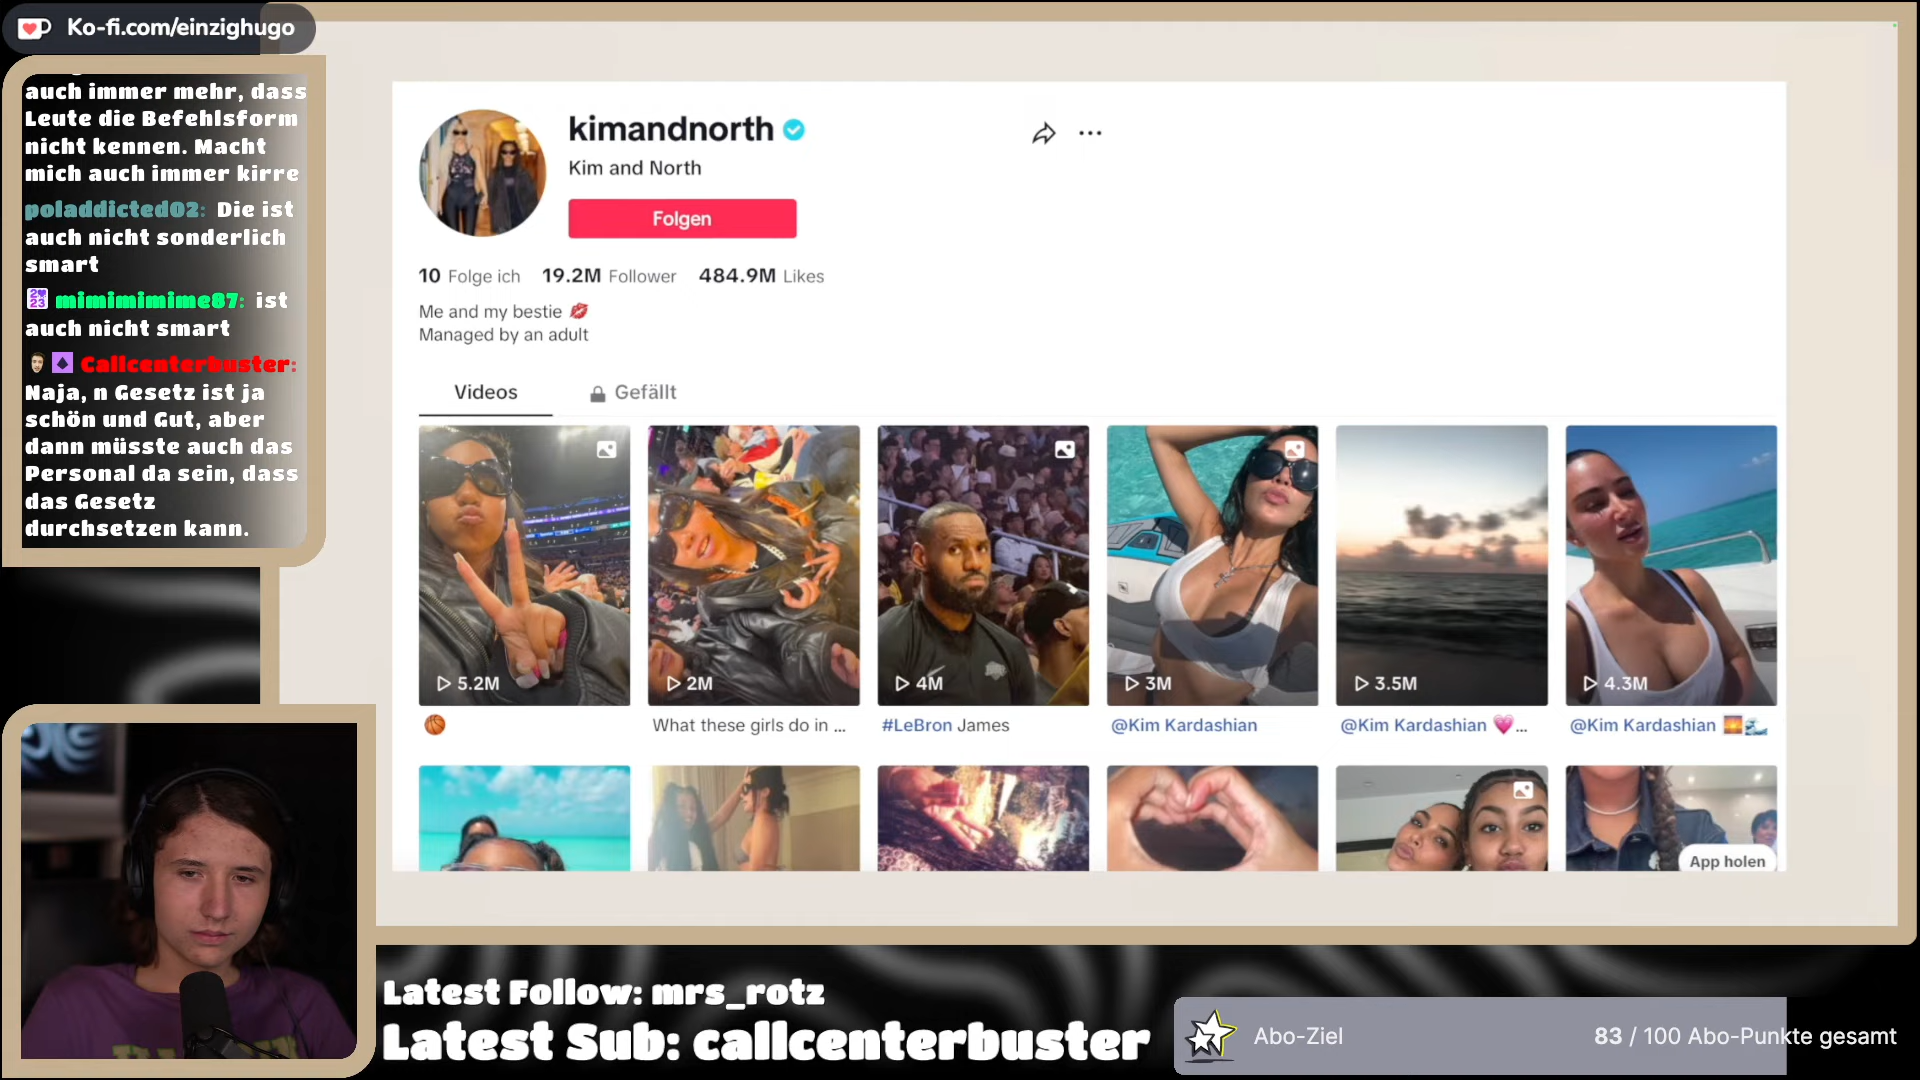 Ko-fi.com/einzighugo
auch immer mehr, dass
Leute die Befehlsform
nicht kennen. Macht
mich auch immer kirre
poladdicted02: Die ist
auch nicht sonderlich
smart
mimimimime87: ist
auch nicht smart
Callcenterbuster:
Naja, n Gesetz ist ja
schön und Gut, aber
dann müsste auch das
Personal da sein, dass
das Gesetz
durchsetzen kann.
kimandnorth
Kim and North
Folgen
10 Folge ich 19.2M Follower 484.9M Likes
Me and my bestie 💋
Managed by an adult
Videos Gefällt
5.2M 2M 4M 3M 3.5M 4.3M
🏀 What these girls do in ... #LeBron James @Kim Kardashian @Kim Kardashian 💗... @Kim Kardashian 🌅🌊
App holen
Latest Follow: mrs_rotz
Latest Sub: callcenterbuster
Abo-Ziel 83 / 100 Abo-Punkte gesamt